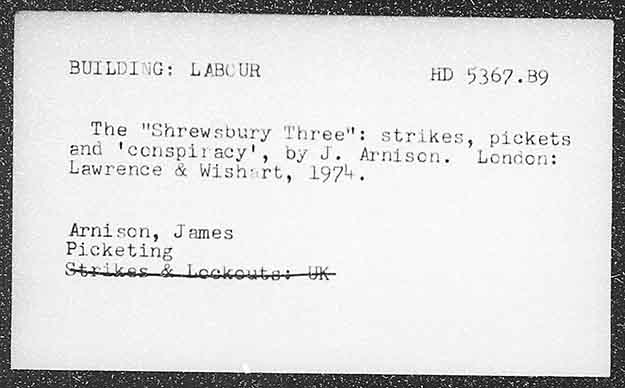 BUILDING: LABOUR HD 5367.B9
The "Shrewsbury Three": strikes, pickets
and 'conspiracy', by J. Arnison. London:
Lawrence & Wishart, 1974.
Arnison, James
Picketing
Strikes & Lockouts: UK